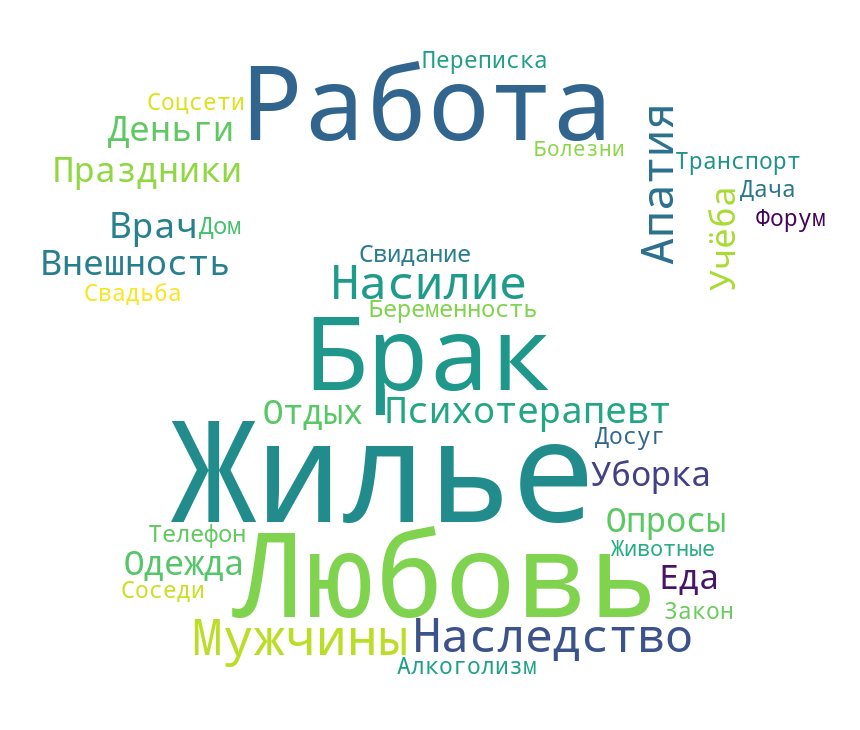 Переписка
Работа
Соцсети
Деньги
Болезни
Праздники
Апатия
Транспорт
Дача
Учёба
Форум
Врач
Дом
Внешность
Свадьба
Свидание
Насилие
Беременность
Брак
Отдых
Психотерапевт
Досуг
Жилье
Уборка
Опросы
Телефон
Животные
Одежда
Любовь
Еда
Соседи
Закон
Мужчины
Наследство
Алкоголизм